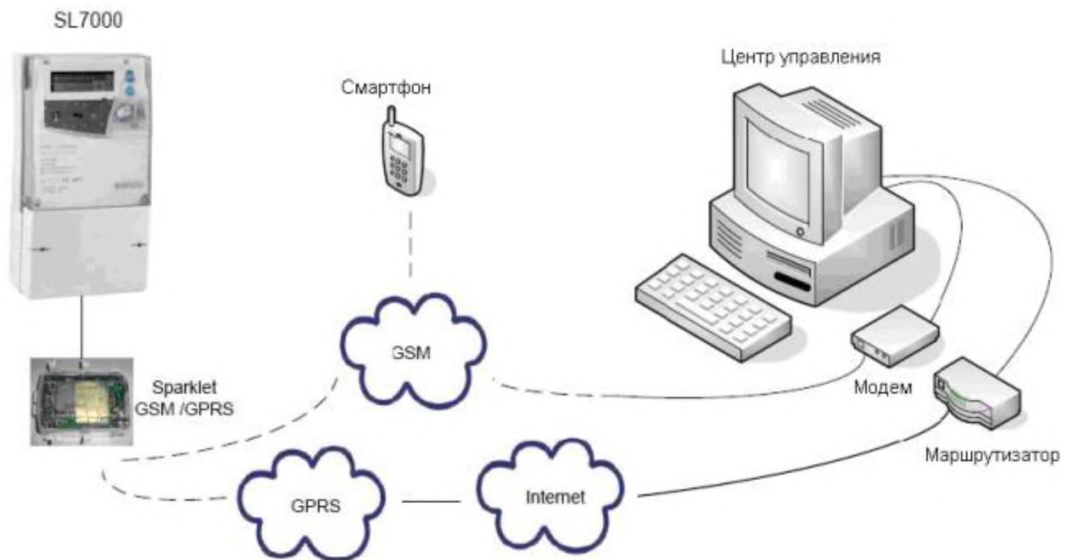 SL7000
Центр управления
Смартфон
GSM
Sparklet
GSM /GPRS
Модем
Маршрутизатор
GPRS
Internet